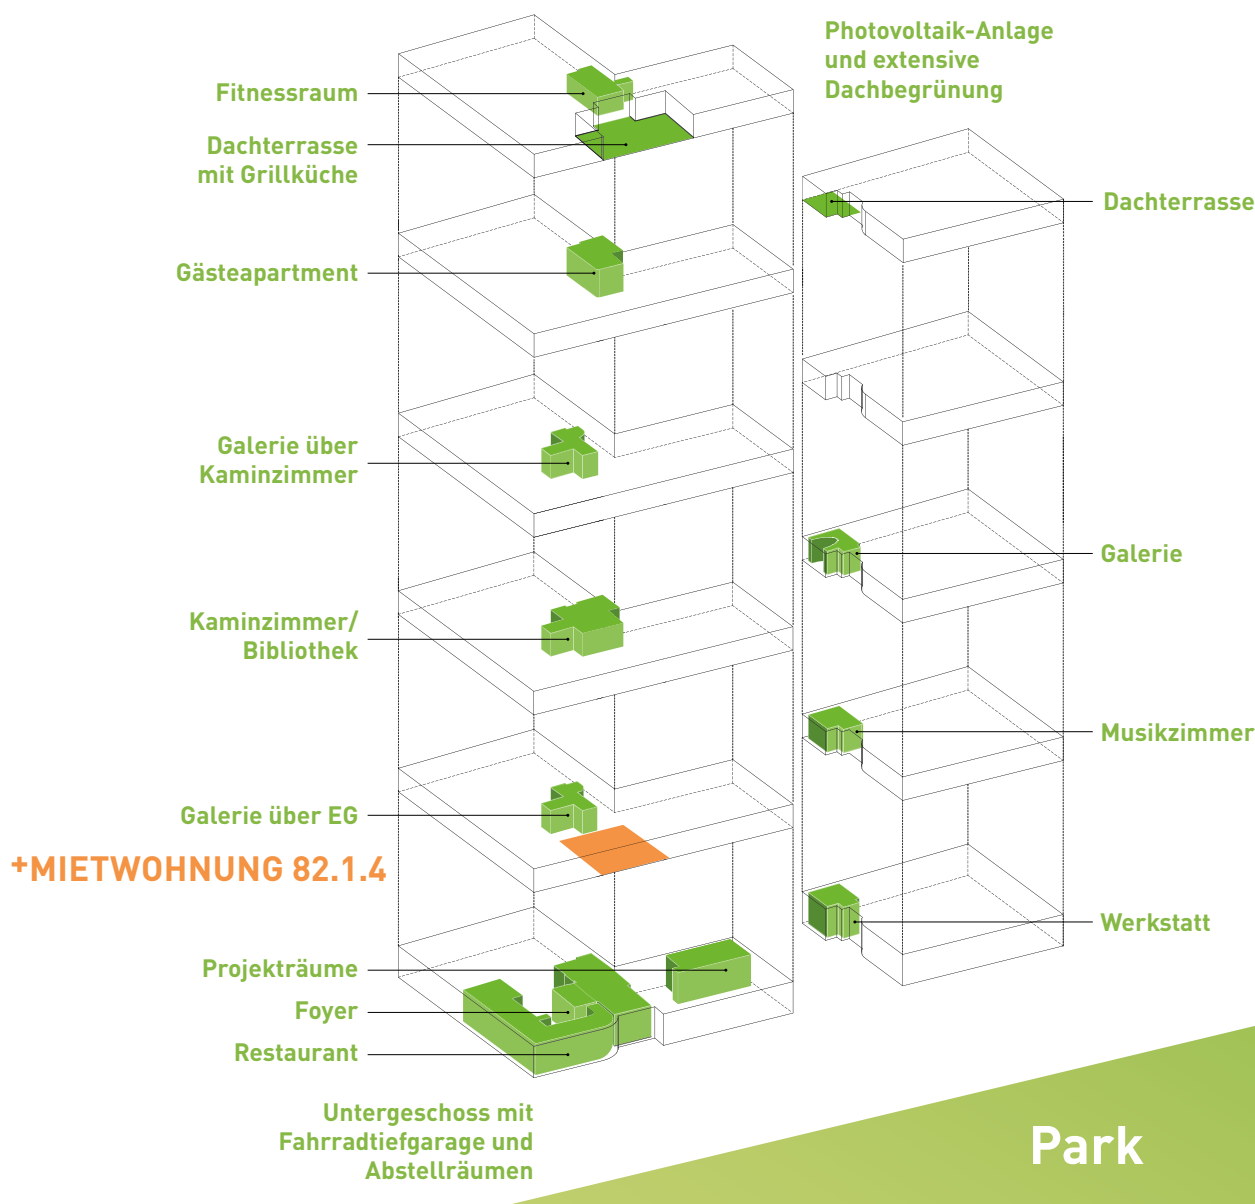 Photovoltaik-Anlage
und extensive
Dachbegrünung
Fitnessraum
Dachterrasse
mit Grillküche
Dachterrasse
Gästeapartment
Galerie über
Kaminzimmer
Galerie
Kaminzimmer/
Bibliothek
Musikzimmer
Galerie über EG
+MIETWOHNUNG 82.1.4
Werkstatt
Projekträume
Foyer
Restaurant
Untergeschoss mit
Fahrradtiefgarage und
Abstellräumen
Park